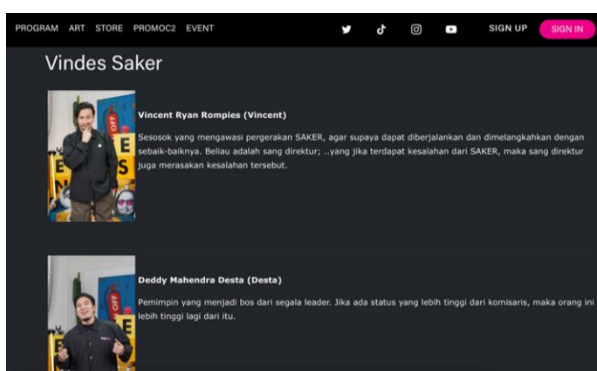 PROGRAM ART STORE PROMOC2 EVENT SIGN UP SIGN IN
Vindes Saker
Vincent Ryan Rompies (Vincent)
Sesosok yang mengawasi pergerakan SAKER, agar supaya dapat diberjalankan dan dimelangkahkan dengan
sebaik-baiknya. Beliau adalah sang direktur; ..yang jika terdapat kesalahan dari SAKER, maka sang direktur
juga merasakan kesalahan tersebut.
Deddy Mahendra Desta (Desta)
Pemimpin yang menjadi bos dari segala leader. Jika ada status yang lebih tinggi dari komisaris, maka orang ini
lebih tinggi lagi dari itu.